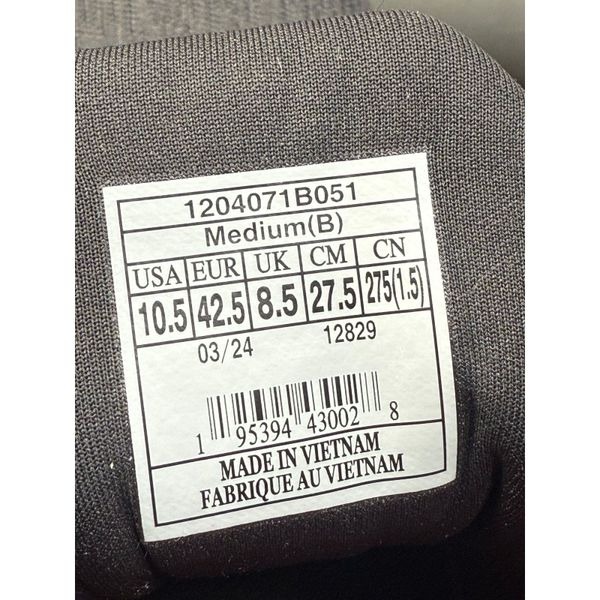 1204071B051
Medium(B)
USA EUR UK CM CN
10.5 42.5 8.5 27.5 275(1.5)
03/24 12829
1 95394 43002 8
MADE IN VIETNAM
FABRIQUE AU VIETNAM